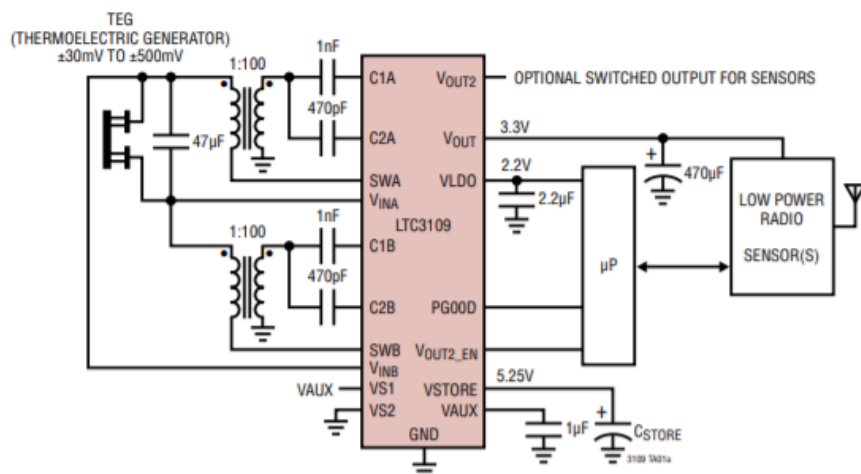 TEG
(THERMOELECTRIC GENERATOR)
±30mV TO ±500mV
1:100
1nF
C1A
VOUT2
OPTIONAL SWITCHED OUTPUT FOR SENSORS
470pF
47µF
C2A
VOUT
3.3V
SWA
VLDO
2.2V
+
470µF
VINA
2.2µF
LOW POWER
RADIO
SENSOR(S)
1nF
LTC3109
1:100
C1B
µP
470pF
C2B
PG00D
SWB
VOUT2_EN
VINB
5.25V
VAUX
VS1
VSTORE
VS2
VAUX
+
1µF
CSTORE
GND
3109 TA01a